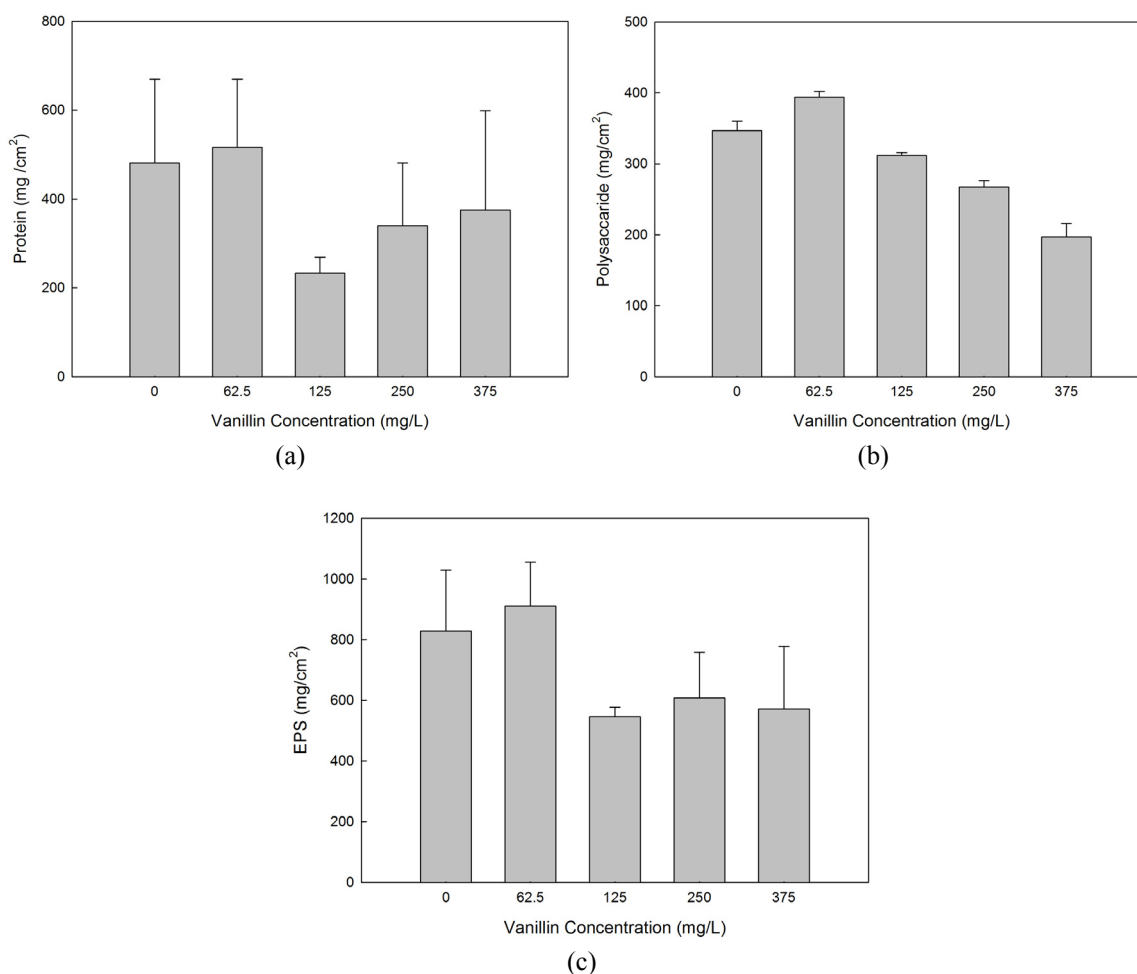 800
600
400
200
0
Protein (mg /cm²)
0 62.5 125 250 375
Vanillin Concentration (mg/L)
(a)
500
400
300
200
100
0
Polysaccaride (mg/cm²)
0 62.5 125 250 375
Vanillin Concentration (mg/L)
(b)
1200
1000
800
600
400
200
0
EPS (mg/cm²)
0 62.5 125 250 375
Vanillin Concentration (mg/L)
(c)